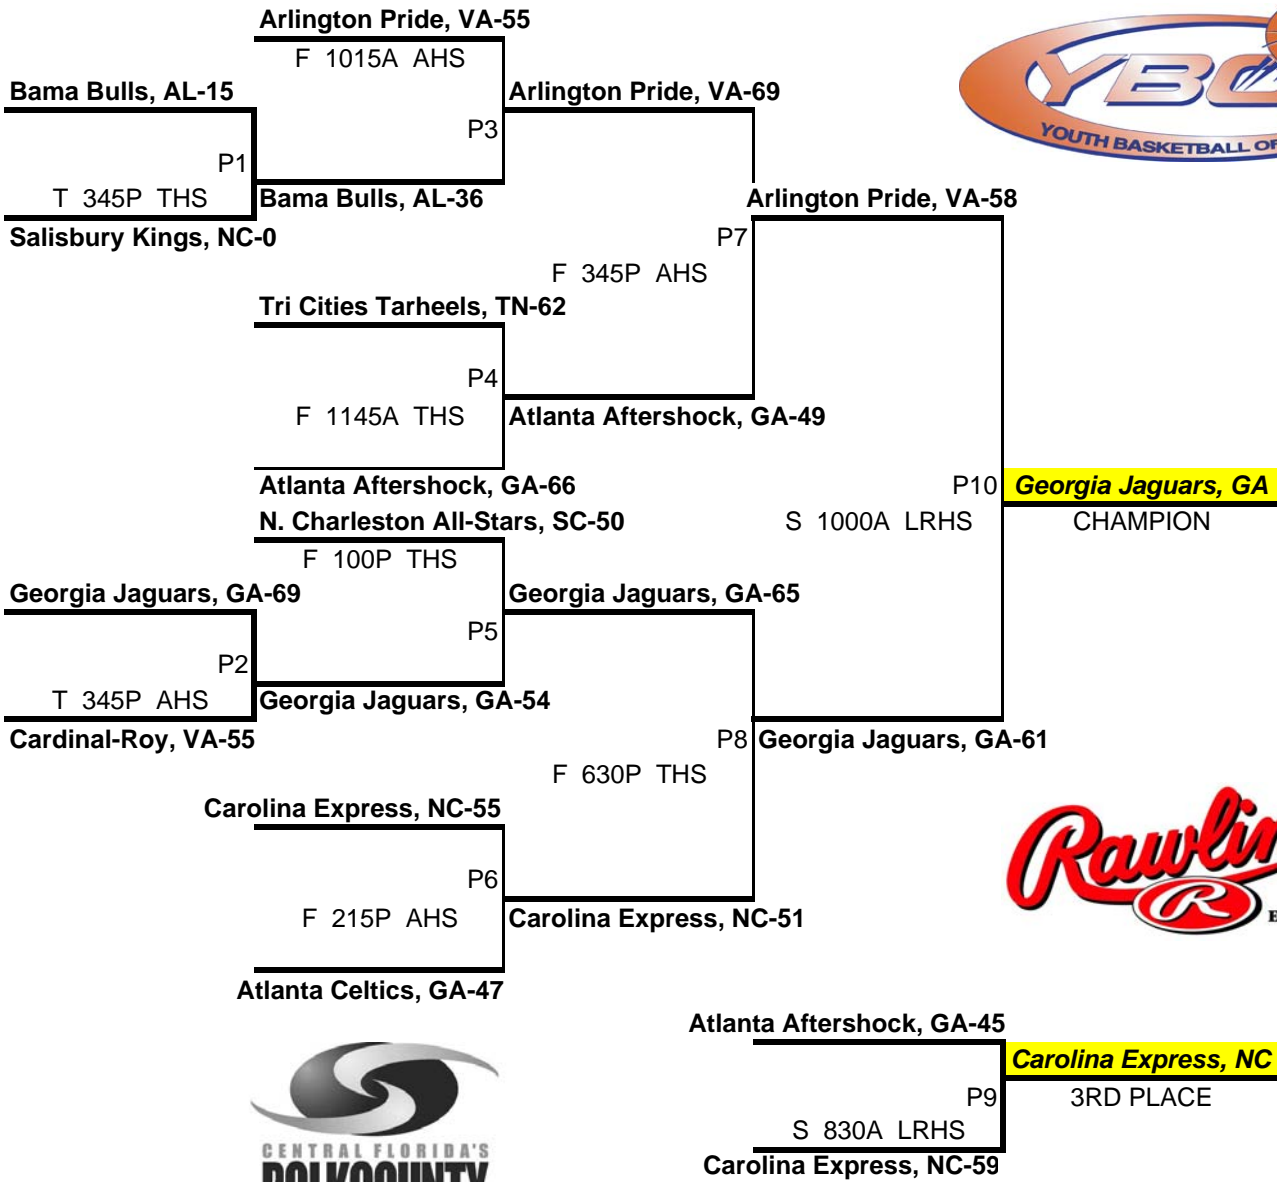 Arlington Pride, VA-55
F 1015A AHS
Bama Bulls, AL-15
Arlington Pride, VA-69
P3
YOUTH BASKETBALL
P1
T 345P THS
Bama Bulls, AL-36
Arlington Pride, VA-58
Salisbury Kings, NC-0
P7
F 345P AHS
Tri Cities Tarheels, TN-62
P4
F 1145A THS
Atlanta Aftershock, GA-49
Atlanta Aftershock, GA-66
P10
Georgia Jaguars, GA
N. Charleston All-Stars, SC-50
S 1000A LRHS
CHAMPION
F 100P THS
Georgia Jaguars, GA-69
Georgia Jaguars, GA-65
P5
P2
T 345P AHS
Georgia Jaguars, GA-54
Cardinal-Roy, VA-55
P8
Georgia Jaguars, GA-61
F 630P THS
Carolina Express, NC-55
P6
F 215P AHS
Carolina Express, NC-51
R
Atlanta Celtics, GA-47
Atlanta Aftershock, GA-45
Carolina Express, NC
P9
3RD PLACE
S 830A LRHS
CENTRAL FLORIDA'S
POLK COUNTY
Carolina Express, NC-59